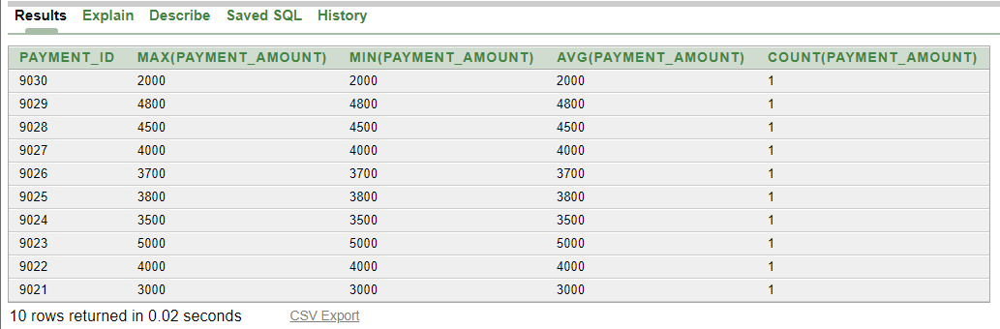 Results Explain Describe Saved SQL History
PAYMENT_ID MAX(PAYMENT_AMOUNT) MIN(PAYMENT_AMOUNT) AVG(PAYMENT_AMOUNT) COUNT(PAYMENT_AMOUNT)
9030 2000 2000 2000 1
9029 4800 4800 4800 1
9028 4500 4500 4500 1
9027 4000 4000 4000 1
9026 3700 3700 3700 1
9025 3800 3800 3800 1
9024 3500 3500 3500 1
9023 5000 5000 5000 1
9022 4000 4000 4000 1
9021 3000 3000 3000 1
10 rows returned in 0.02 seconds CSV Export